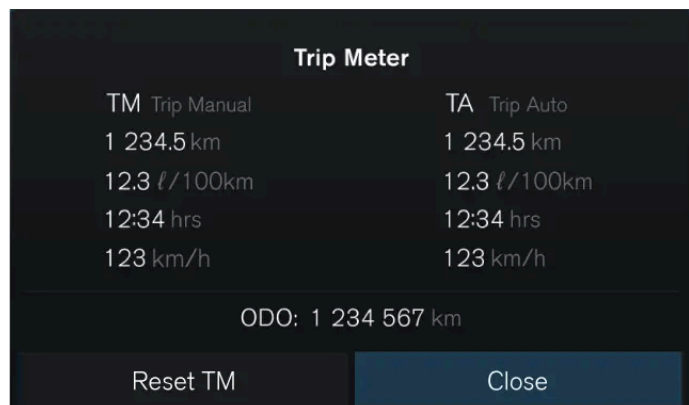 Trip Meter
TM Trip Manual TA Trip Auto
1 234.5 km 1 234.5 km
12.3 ℓ/100km 12.3 ℓ/100km
12:34 hrs 12:34 hrs
123 km/h 123 km/h
ODO: 1 234 567 km
Reset TM Close